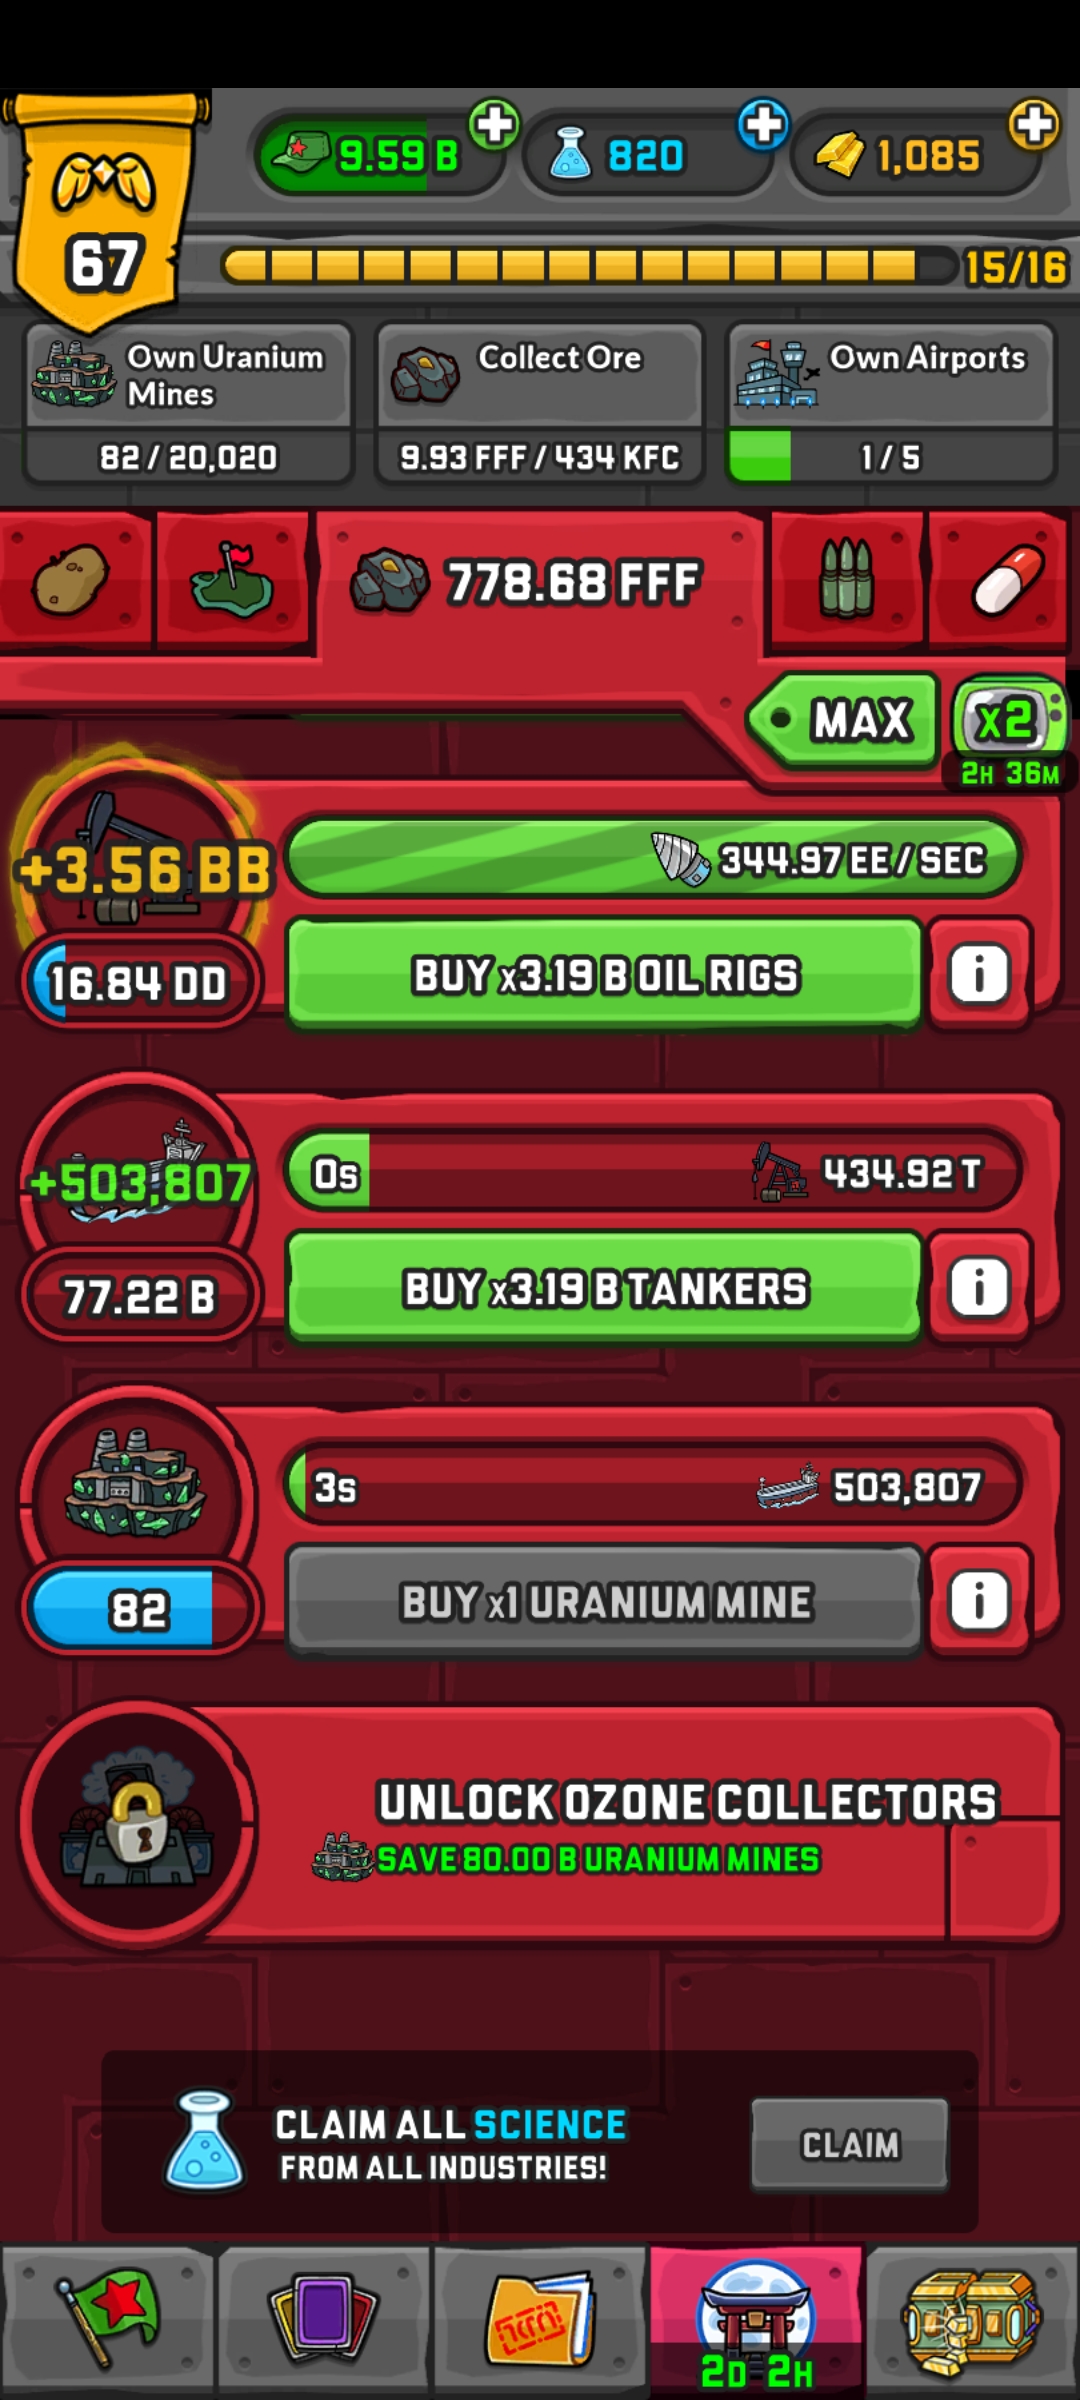 9.59 B
820
1,085
67
15/16
Own Uranium
Mines
82 / 20,020
Collect Ore
9.93 FFF / 434 KFC
Own Airports
1 / 5
778.68 FFF
MAX
x2
2H 36M
+3.56 BB
344.97 EE / SEC
16.84 DD
BUY x3.19 B OIL RIGS
i
+503,807
0s
434.92 T
77.22 B
BUY x3.19 B TANKERS
i
3s
503,807
82
BUY x1 URANIUM MINE
i
UNLOCK OZONE COLLECTORS
SAVE 80.00 B URANIUM MINES
CLAIM ALL SCIENCE
FROM ALL INDUSTRIES!
CLAIM
2D 2H